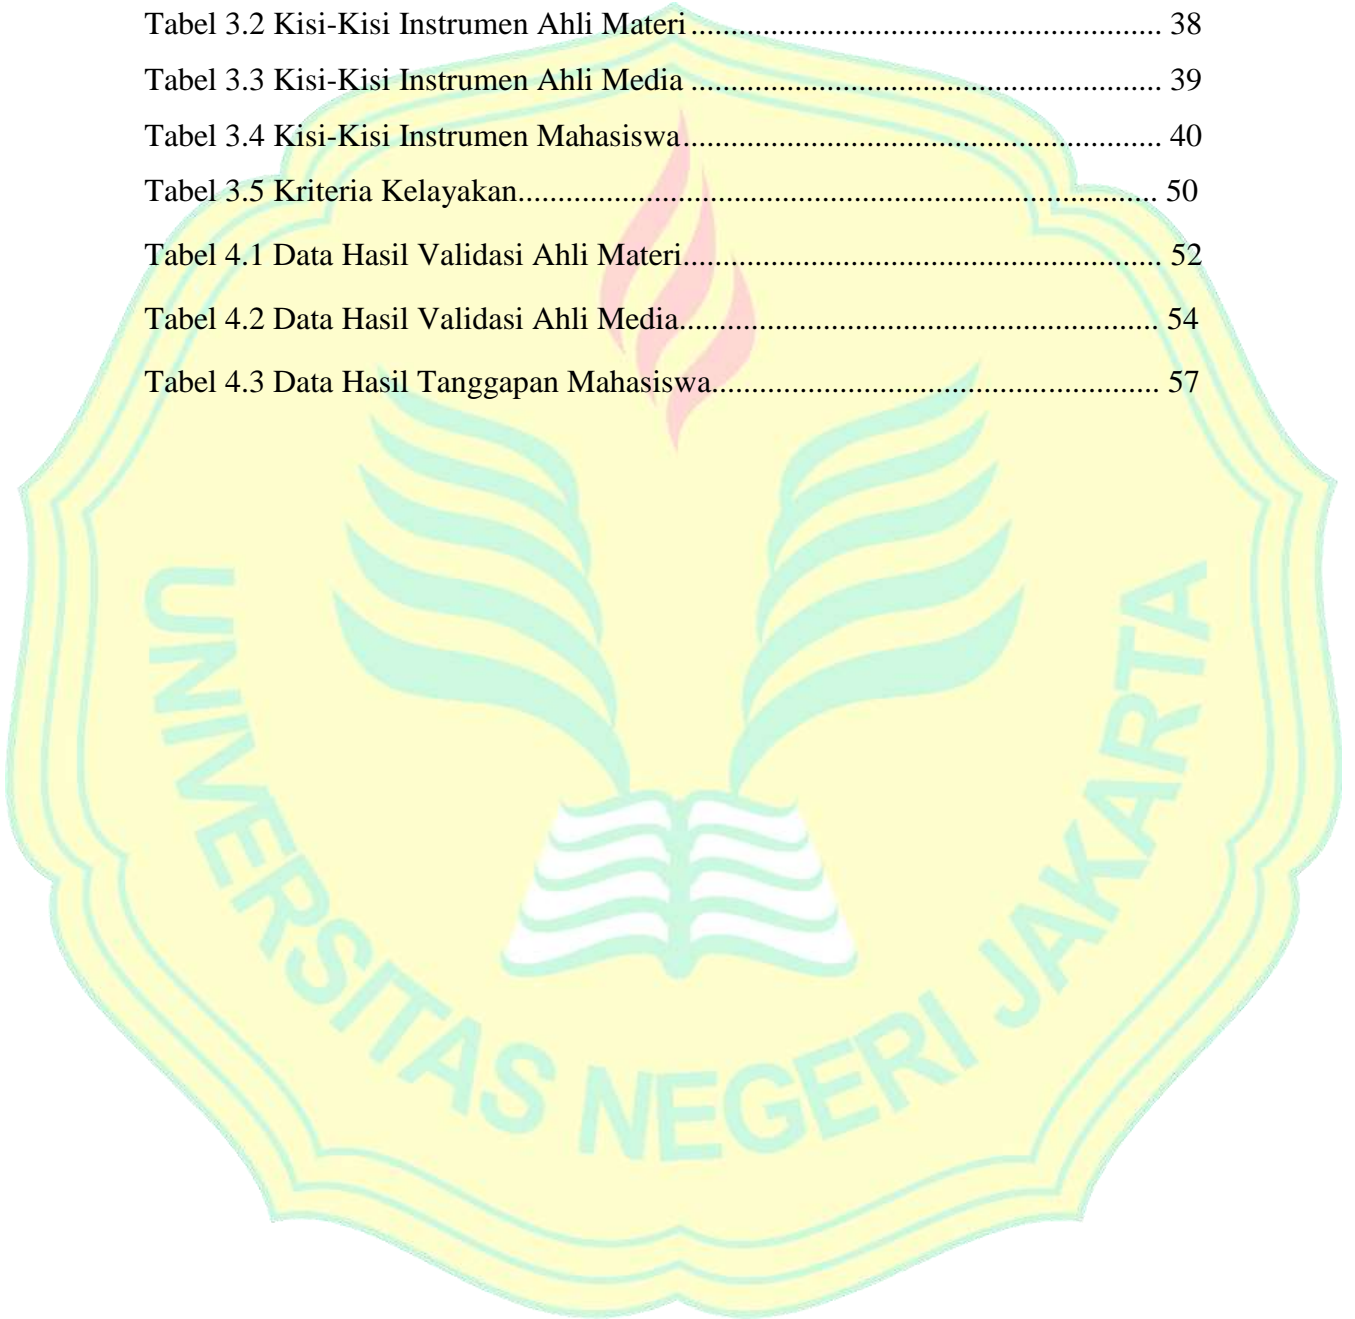 Tabel 3.2 Kisi-Kisi Instrumen Ahli Materi.......................................................... 38
Tabel 3.3 Kisi-Kisi Instrumen Ahli Media .......................................................... 39
Tabel 3.4 Kisi-Kisi Instrumen Mahasiswa........................................................... 40
Tabel 3.5 Kriteria Kelayakan............................................................................... 50
Tabel 4.1 Data Hasil Validasi Ahli Materi........................................................... 52
Tabel 4.2 Data Hasil Validasi Ahli Media........................................................... 54
Tabel 4.3 Data Hasil Tanggapan Mahasiswa....................................................... 57
UNIVERSITAS NEGERI JAKARTA